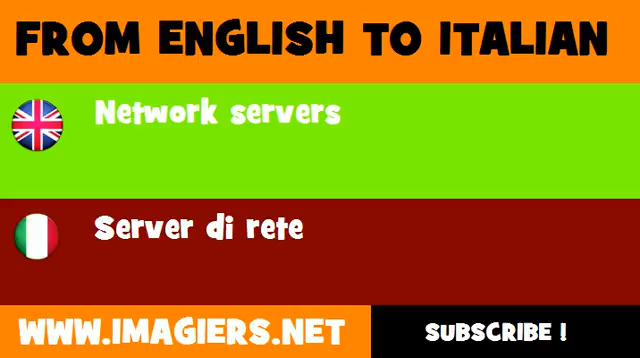 FROM ENGLISH TO ITALIAN
Network servers
Server di rete
WWW.IMAGIERS.NET
SUBSCRIBE !